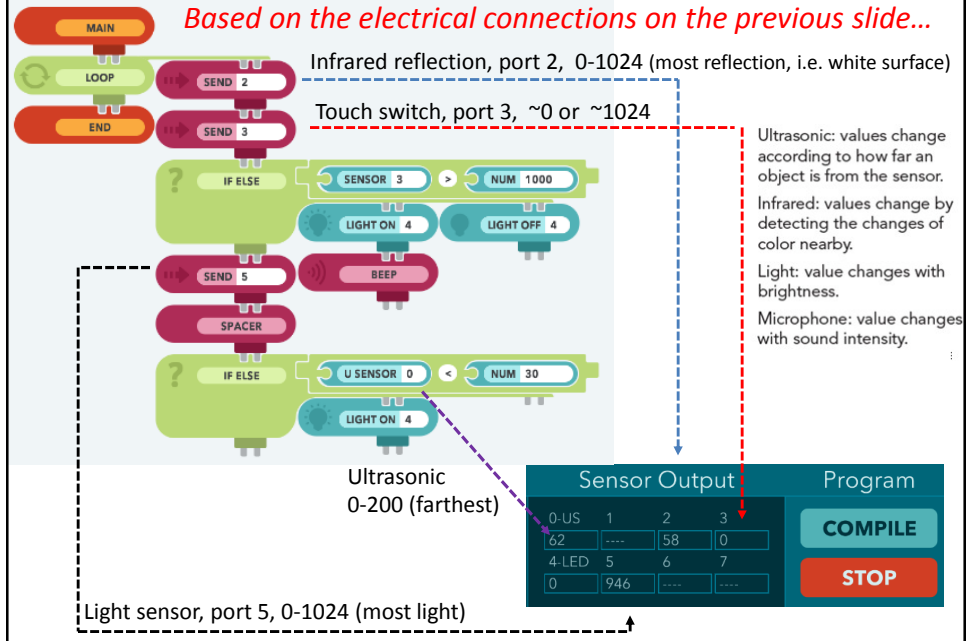 Based on the electrical connections on the previous slide…
MAIN
LOOP
END
SEND 2
SEND 3
Infrared reflection, port 2, 0-1024 (most reflection, i.e. white surface)
Touch switch, port 3, ~0 or ~1024
? IF ELSE
SENSOR 3 > NUM 1000
LIGHT ON 4
LIGHT OFF 4
SEND 5
BEEP
SPACER
? IF ELSE
U SENSOR 0 < NUM 30
LIGHT ON 4
Ultrasonic: values change
according to how far an
object is from the sensor.
Infrared: values change by
detecting the changes of
color nearby.
Light: value changes with
brightness.
Microphone: value changes
with sound intensity.
Ultrasonic
0-200 (farthest)
Sensor Output
0-US 1 2 3
62 ---- 58 0
4-LED 5 6 7
0 946 ---- ----
Program
COMPILE
STOP
Light sensor, port 5, 0-1024 (most light)